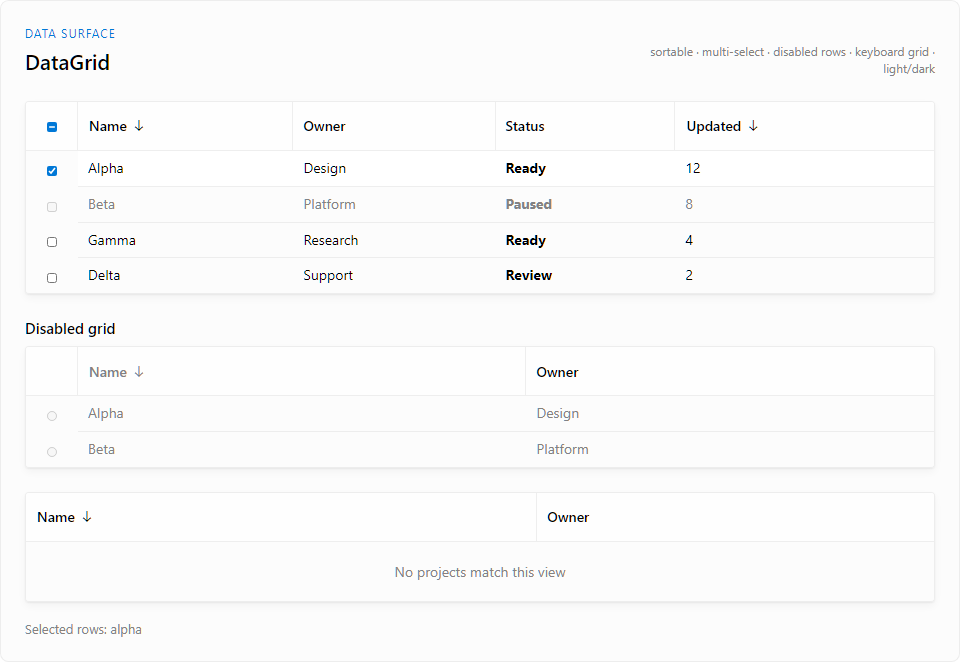 DATA SURFACE
DataGrid
sortable · multi-select · disabled rows · keyboard grid ·
light/dark
Name ↓ Owner Status Updated ↓
Alpha Design Ready 12
Beta Platform Paused 8
Gamma Research Ready 4
Delta Support Review 2
Disabled grid
Name ↓ Owner
Alpha Design
Beta Platform
Name ↓ Owner
No projects match this view
Selected rows: alpha